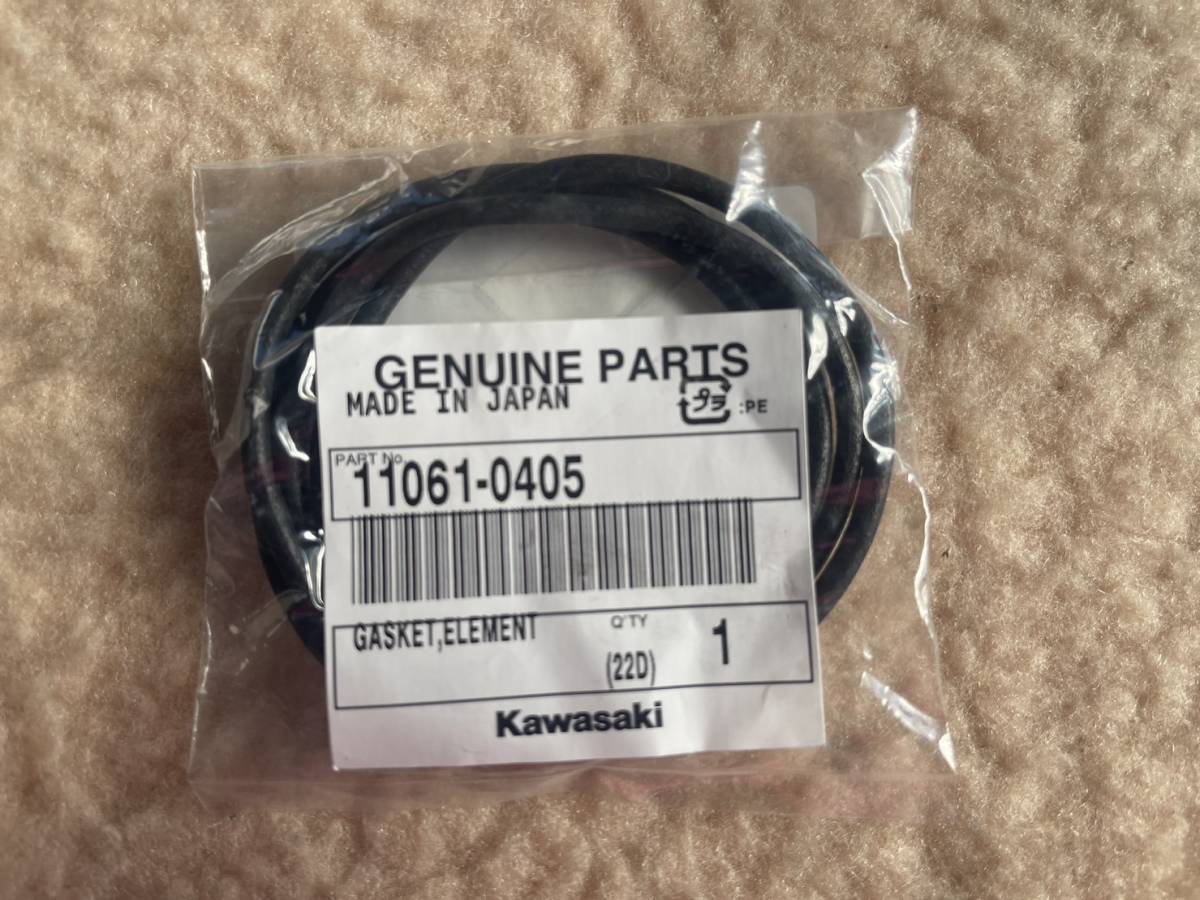 GENUINE PARTS
MADE IN JAPAN
プラ :PE
PART No.
11061-0405
GASKET,ELEMENT
Q'TY
(22D)
1
Kawasaki